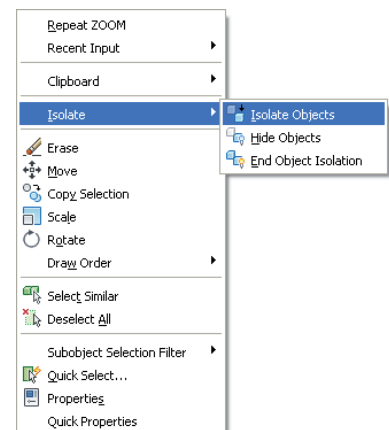 Repeat ZOOM
Recent Input
Clipboard
Isolate
Isolate Objects
Hide Objects
End Object Isolation
Erase
Move
Copy Selection
Scale
Rotate
Draw Order
Select Similar
Deselect All
Subobject Selection Filter
Quick Select...
Properties
Quick Properties